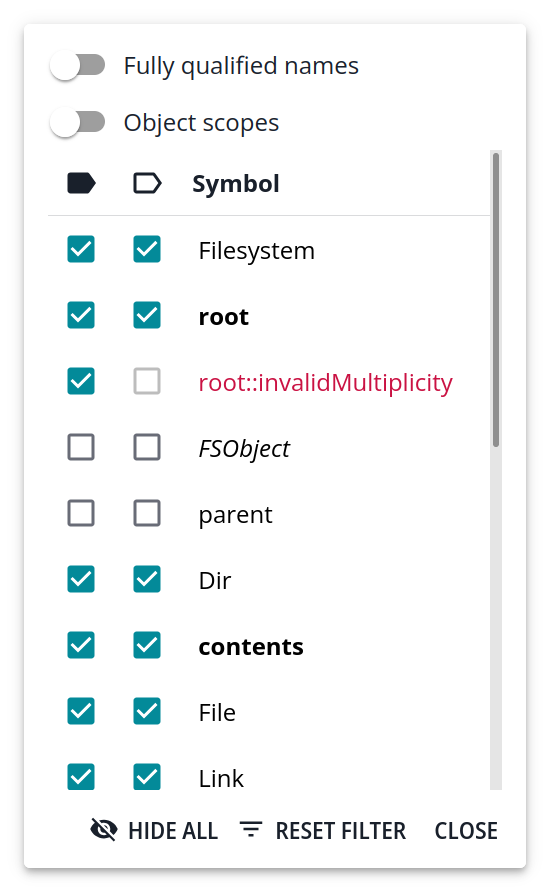 Fully qualified names
Object scopes
Symbol
Filesystem
root
root::invalidMultiplicity
FSObject
parent
Dir
contents
File
Link
HIDE ALL RESET FILTER CLOSE